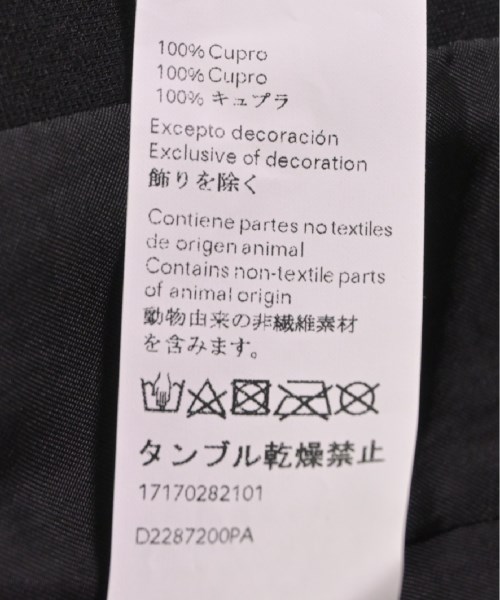 100% Cupro
100% Cupro
100% キュプラ
Excepto decoración
Exclusive of decoration
飾りを除く
Contiene partes no textiles
de origen animal
Contains non-textile parts
of animal origin
動物由来の非繊維素材
を含みます。
タンブル乾燥禁止
17170282101
D2287200PA